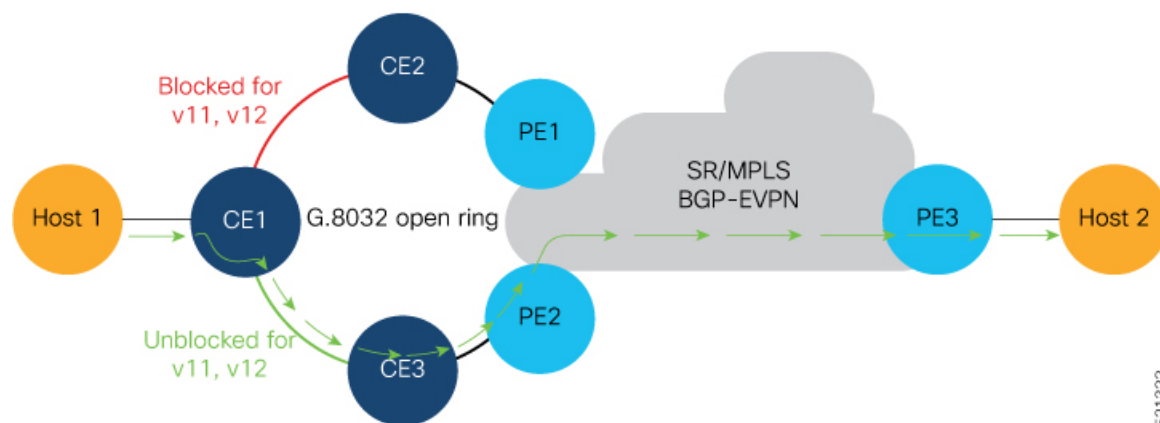 CE2
Blocked for
v11, v12
PE1
SR/MPLS
BGP-EVPN
Host 1
CE1
G.8032 open ring
PE3
Host 2
PE2
Unblocked for
v11, v12
CE3